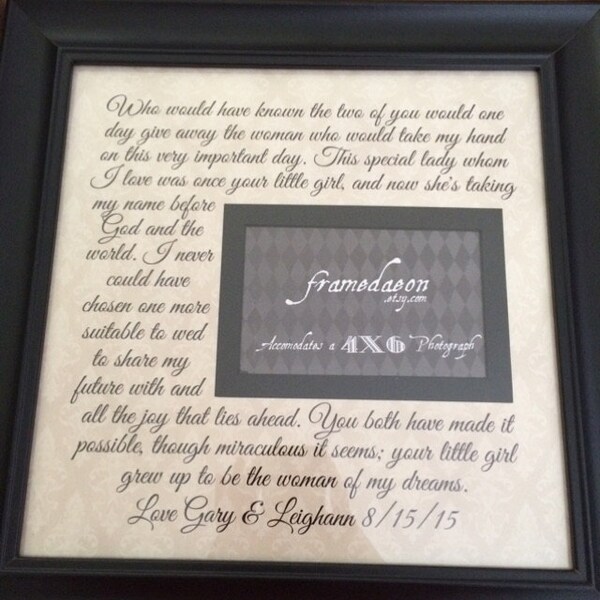 Who would have known the two of you would one
day give away the woman who would take my hand
on this very important day. This special lady whom
I love was once your little girl, and now she's taking
my name before
God and the
world. I never
could have
chosen one more
suitable to wed
to share my
future with and
all the joy that lies ahead. You both have made it
possible, though miraculous it seems; your little girl
grew up to be the woman of my dreams.
Love Gary & Leighann 8/15/15
framedaeon
.etsy.com
Accomodates a 4X6 Photograph